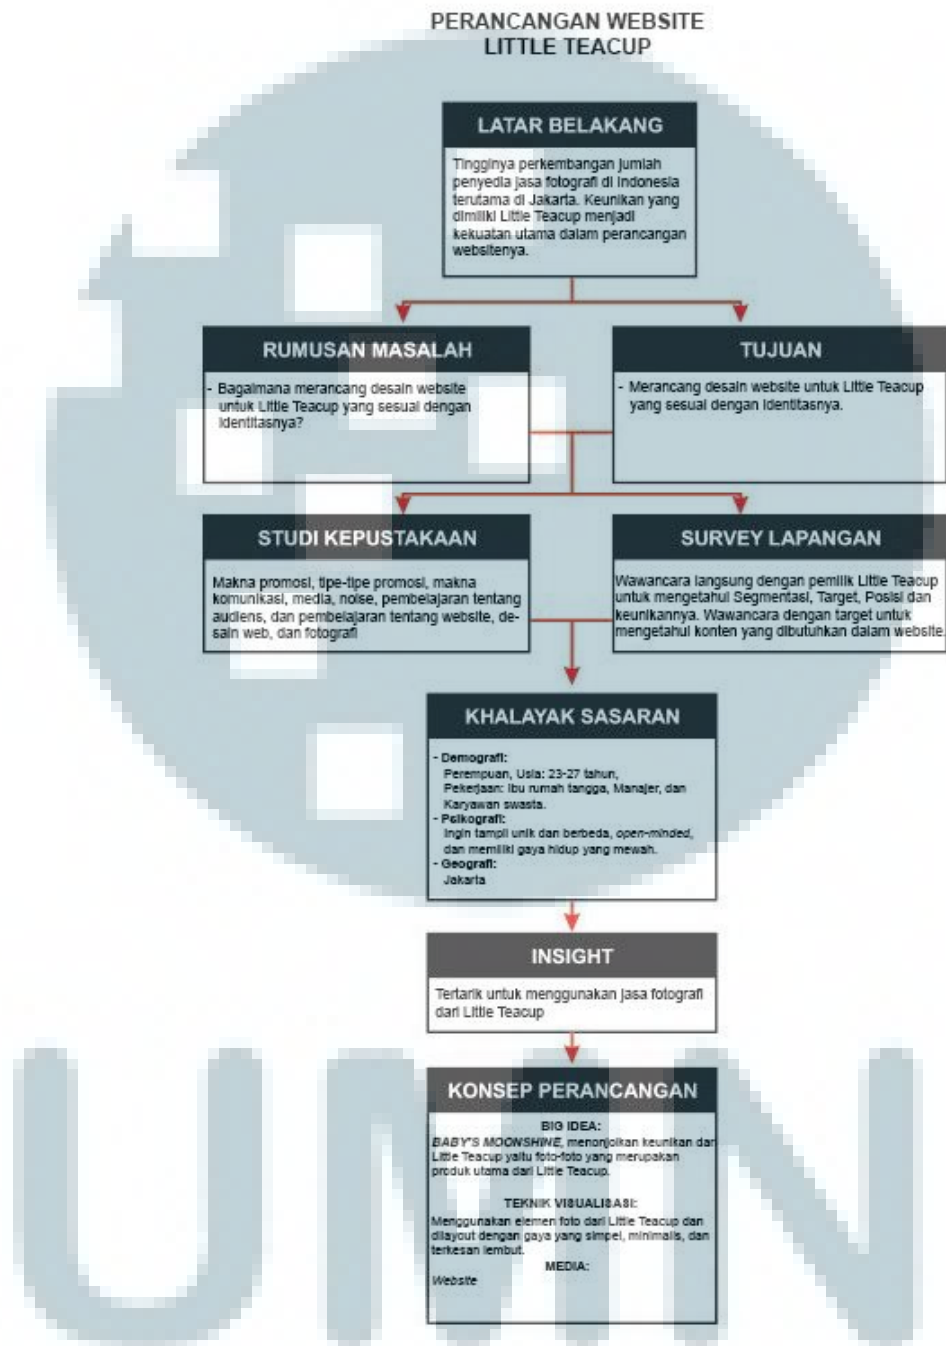 PERANCANGAN WEBSITE
LITTLE TEACUP
LATAR BELAKANG
Tingginya perkembangan jumlah
penyedia jasa fotografi di Indonesia
terutama di Jakarta. Keunikan yang
dimiliki Little Teacup menjadi
kekuatan utama dalam perancangan
websitenya.
RUMUSAN MASALAH
- Bagaimana merancang desain website
untuk Little Teacup yang sesuai dengan
identitasnya?
TUJUAN
- Merancang desain website untuk Little Teacup
yang sesuai dengan identitasnya.
STUDI KEPUSTAKAAN
Makna promosi, tipe-tipe promosi, makna
komunikasi, media, noise, pembelajaran tentang
audiens, dan pembelajaran tentang website, de-
sain web, dan fotografi
SURVEY LAPANGAN
Wawancara langsung dengan pemilik Little Teacup
untuk mengetahui Segmentasi, Target, Posisi dan
keunikannya. Wawancara dengan target untuk
mengetahui konten yang dibutuhkan dalam website.
KHALAYAK SASARAN
- Demografi:
Perempuan, Usia: 23-27 tahun,
Pekerjaan: Ibu rumah tangga, Manajer, dan
Karyawan swasta.
- Psikografi:
Ingin tampil unik dan berbeda, open-minded,
dan memiliki gaya hidup yang mewah.
- Geografi:
Jakarta
INSIGHT
Tertarik untuk menggunakan jasa fotografi
dari Little Teacup
KONSEP PERANCANGAN
BIG IDEA:
BABY'S MOONSHINE, menonjolkan keunikan dar
Little Teacup yaitu foto-foto yang merupakan
produk utama dari Little Teacup.
TEKNIK VISUALISASI:
Menggunakan elemen foto dari Little Teacup dan
dilayout dengan gaya yang simpel, minimalis, dan
terkesan lembut.
MEDIA:
Website
UMN